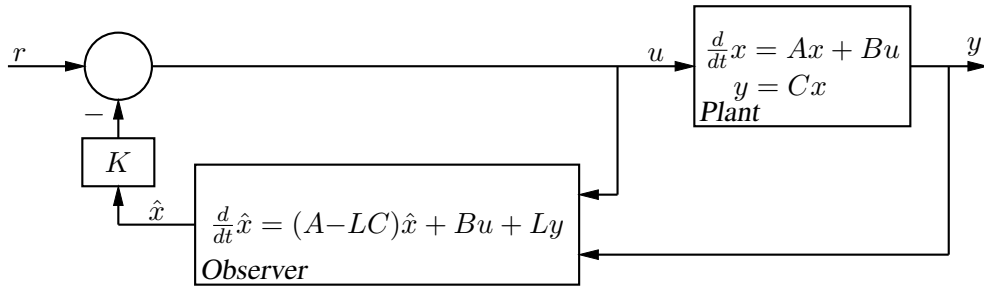 r
u
d/dt x = Ax + Bu
y = Cx
Plant
y
−
K
x̂
d/dt x̂ = (A−LC)x̂ + Bu + Ly
Observer